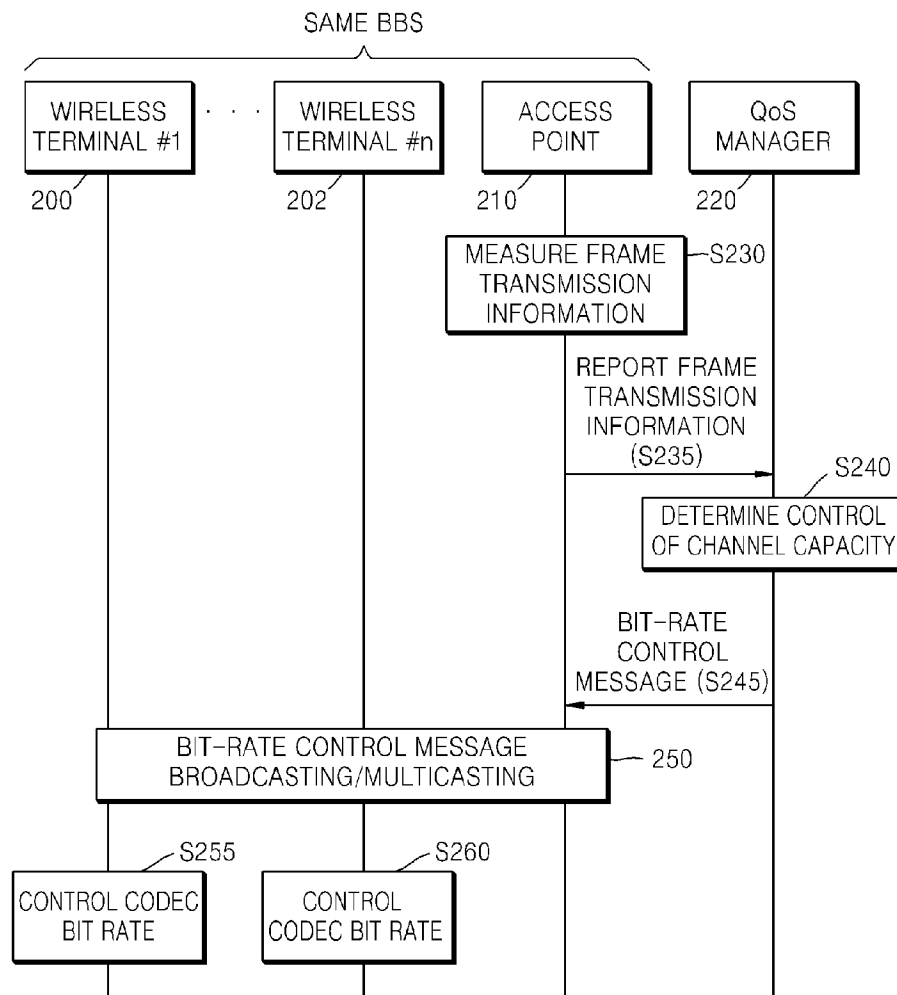 SAME BBS
WIRELESS
TERMINAL #1
· · ·
WIRELESS
TERMINAL #n
ACCESS
POINT
QoS
MANAGER
200
202
210
220
MEASURE FRAME
TRANSMISSION
INFORMATION
S230
REPORT FRAME
TRANSMISSION
INFORMATION
(S235)
S240
DETERMINE CONTROL
OF CHANNEL CAPACITY
BIT-RATE
CONTROL
MESSAGE (S245)
BIT-RATE CONTROL MESSAGE
BROADCASTING/MULTICASTING
250
S255
S260
CONTROL CODEC
BIT RATE
CONTROL
CODEC BIT RATE